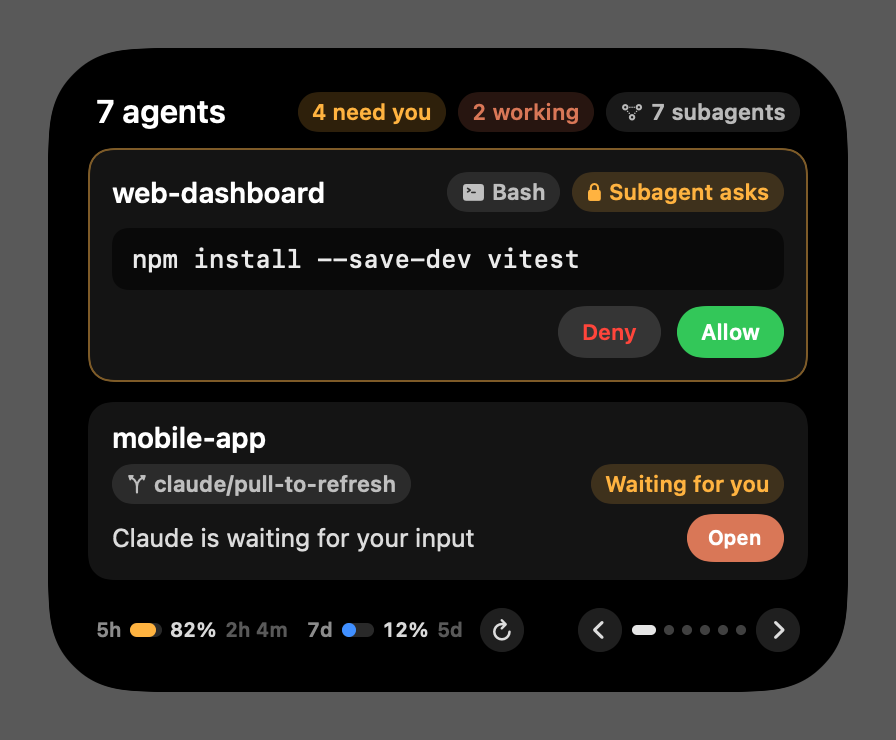 7 agents 4 need you 2 working 7 subagents
web-dashboard Bash Subagent asks
npm install --save-dev vitest
Deny Allow
mobile-app
claude/pull-to-refresh Waiting for you
Claude is waiting for your input Open
5h 82% 2h 4m 7d 12% 5d